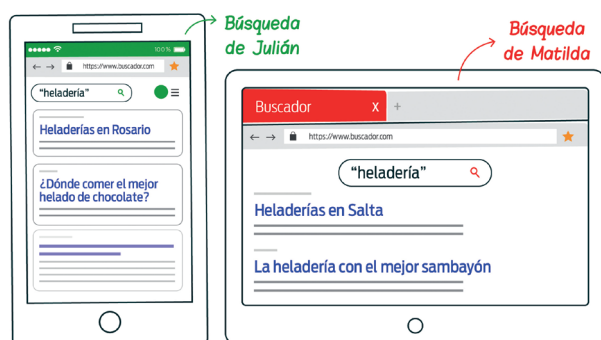 Búsqueda
de Julián
100%
https://www.buscador.com
"heladería"
Heladerías en Rosario
¿Dónde comer el mejor
helado de chocolate?
Búsqueda
de Matilda
Buscador X +
https://www.buscador.com
"heladería"
Heladerías en Salta
La heladería con el mejor sambayón